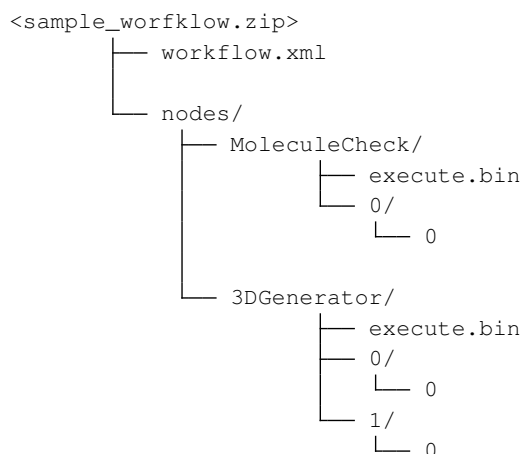 <sample_worfklow.zip>
workflow.xml
nodes/
MoleculeCheck/
execute.bin
0/
0
3DGenerator/
execute.bin
0/
0
1/
0